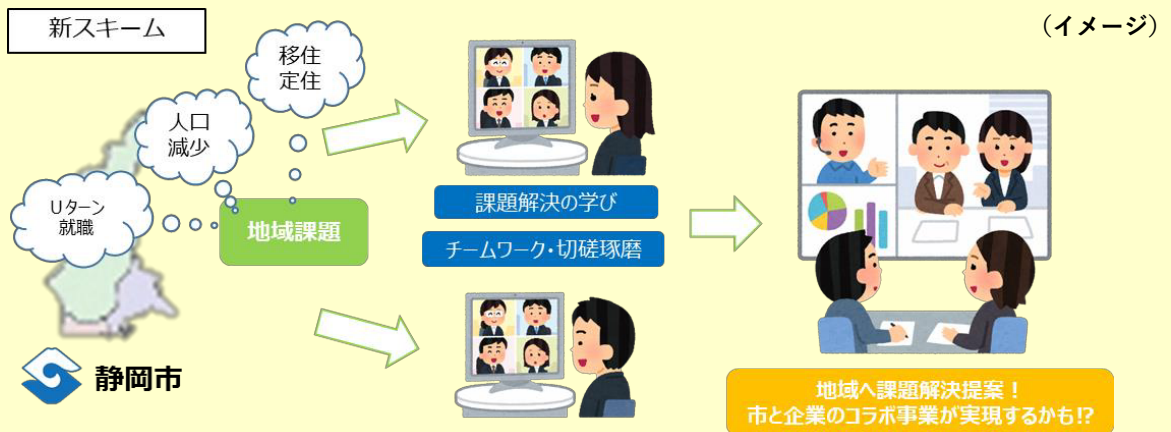 新スキーム
(イメージ)
移住
定住
人口
減少
Uターン
就職
地域課題
課題解決の学び
チームワーク・切磋琢磨
静岡市
地域へ課題解決提案！
市と企業のコラボ事業が実現するかも!?